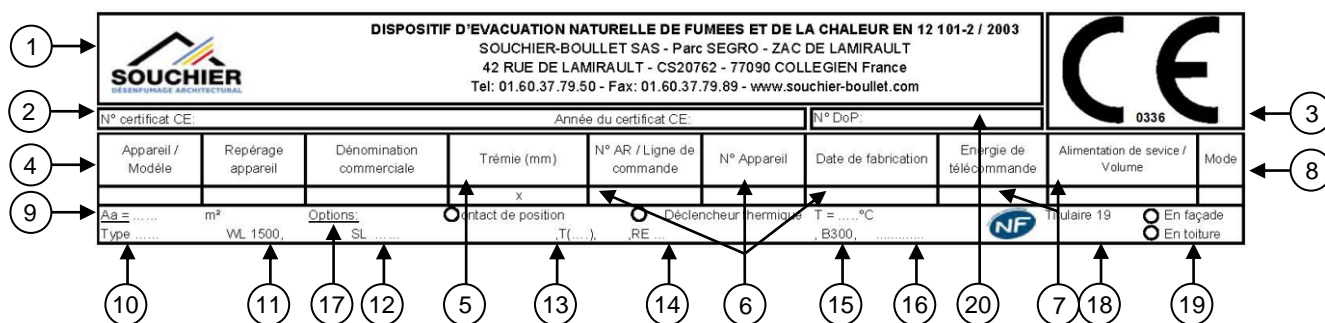 DISPOSITIF D'EVACUATION NATURELLE DE FUMEES ET DE LA CHALEUR EN 12 101-2 / 2003
SOUCHIER-BOULLET SAS - Parc SEGRO - ZAC DE LAMIRAULT
42 RUE DE LAMIRAULT - CS20762 - 77090 COLLEGIEN France
Tel: 01.60.37.79.50 - Fax: 01.60.37.79.89 - www.souchier-boullet.com
SOUCHIER
DÉSENFUMAGE ARCHITECTURAL
CE
0336
1
2
3
N° certificat CE: Année du certificat CE: N° DoP:
4
Appareil / Modèle
Repérage appareil
Dénomination commerciale
Trémie (mm)
N° AR / Ligne de commande
N° Appareil
Date de fabrication
Energie de télécommande
Alimentation de sevice / Volume
Mode
8
x
9
Aa = ...... m² Options: Contact de position Déclencheur thermique T = .....°C NF Titulaire 19 En façade
Type ...... WL 1500, SL ...... ,T(....), ,RE ... , B300, ............ En toiture
10 11 17 12 5 13 14 6 15 16 20 7 18 19